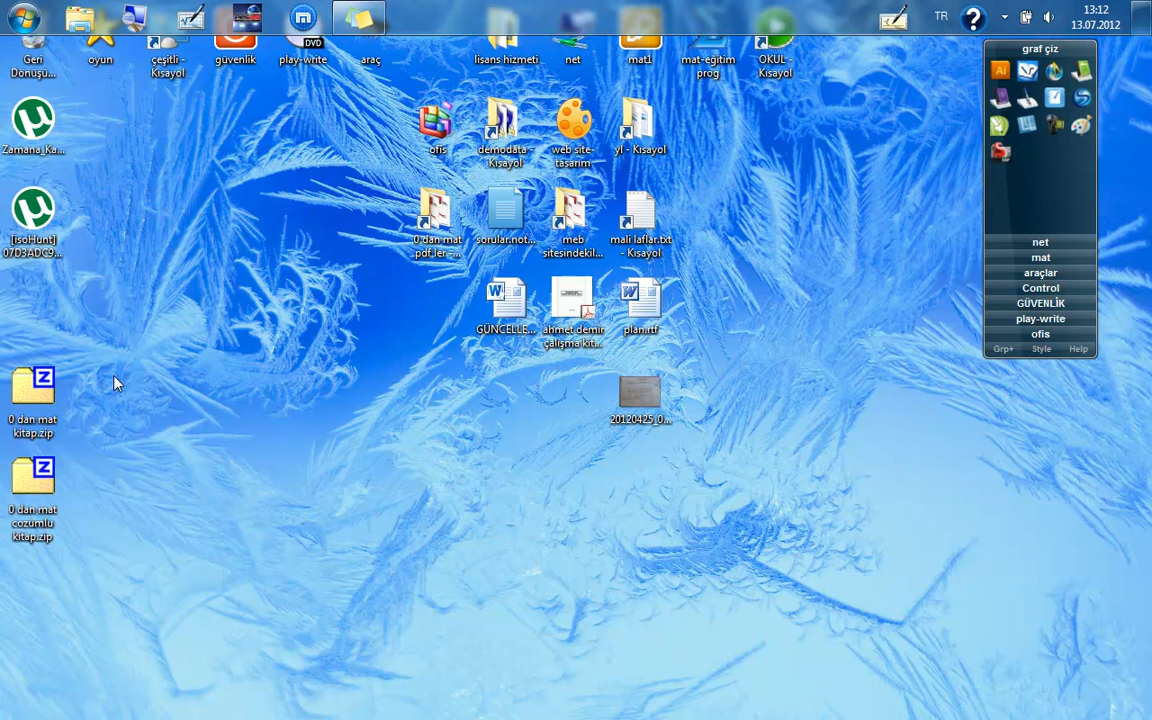 TR
13:12
13.07.2012
Geri
Dönüşü...
oyun
çeşitli -
Kısayol
güvenlik
DVD
play-write
araç
lisans hizmeti
net
mat1
mat-eğitim
prog
OKUL -
Kısayol
Zamana_Ka...
ofis
demodata -
Kısayol
web site-
tasarım
yl - Kısayol
[isoHunt]
07D3ADC9...
0 dan mat
pdf ler -...
sorular.not...
meb
sitesindekil...
mali laflar.txt
- Kısayol
GÜNCELLE...
ahmet demir
çalışma kit...
plan.rtf
0 dan mat
kitap.zip
20120425_0...
0 dan mat
cozumlu
kitap.zip
graf çiz
Ai
net
mat
araçlar
Control
GÜVENLİK
play-write
ofis
Grp+ Style Help